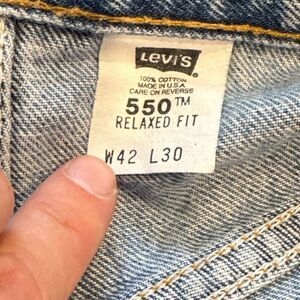 LEVI'S
100% COTTON
MADE IN U.S.A
CARE ON REVERSE
550™
RELAXED FIT
W42 L30